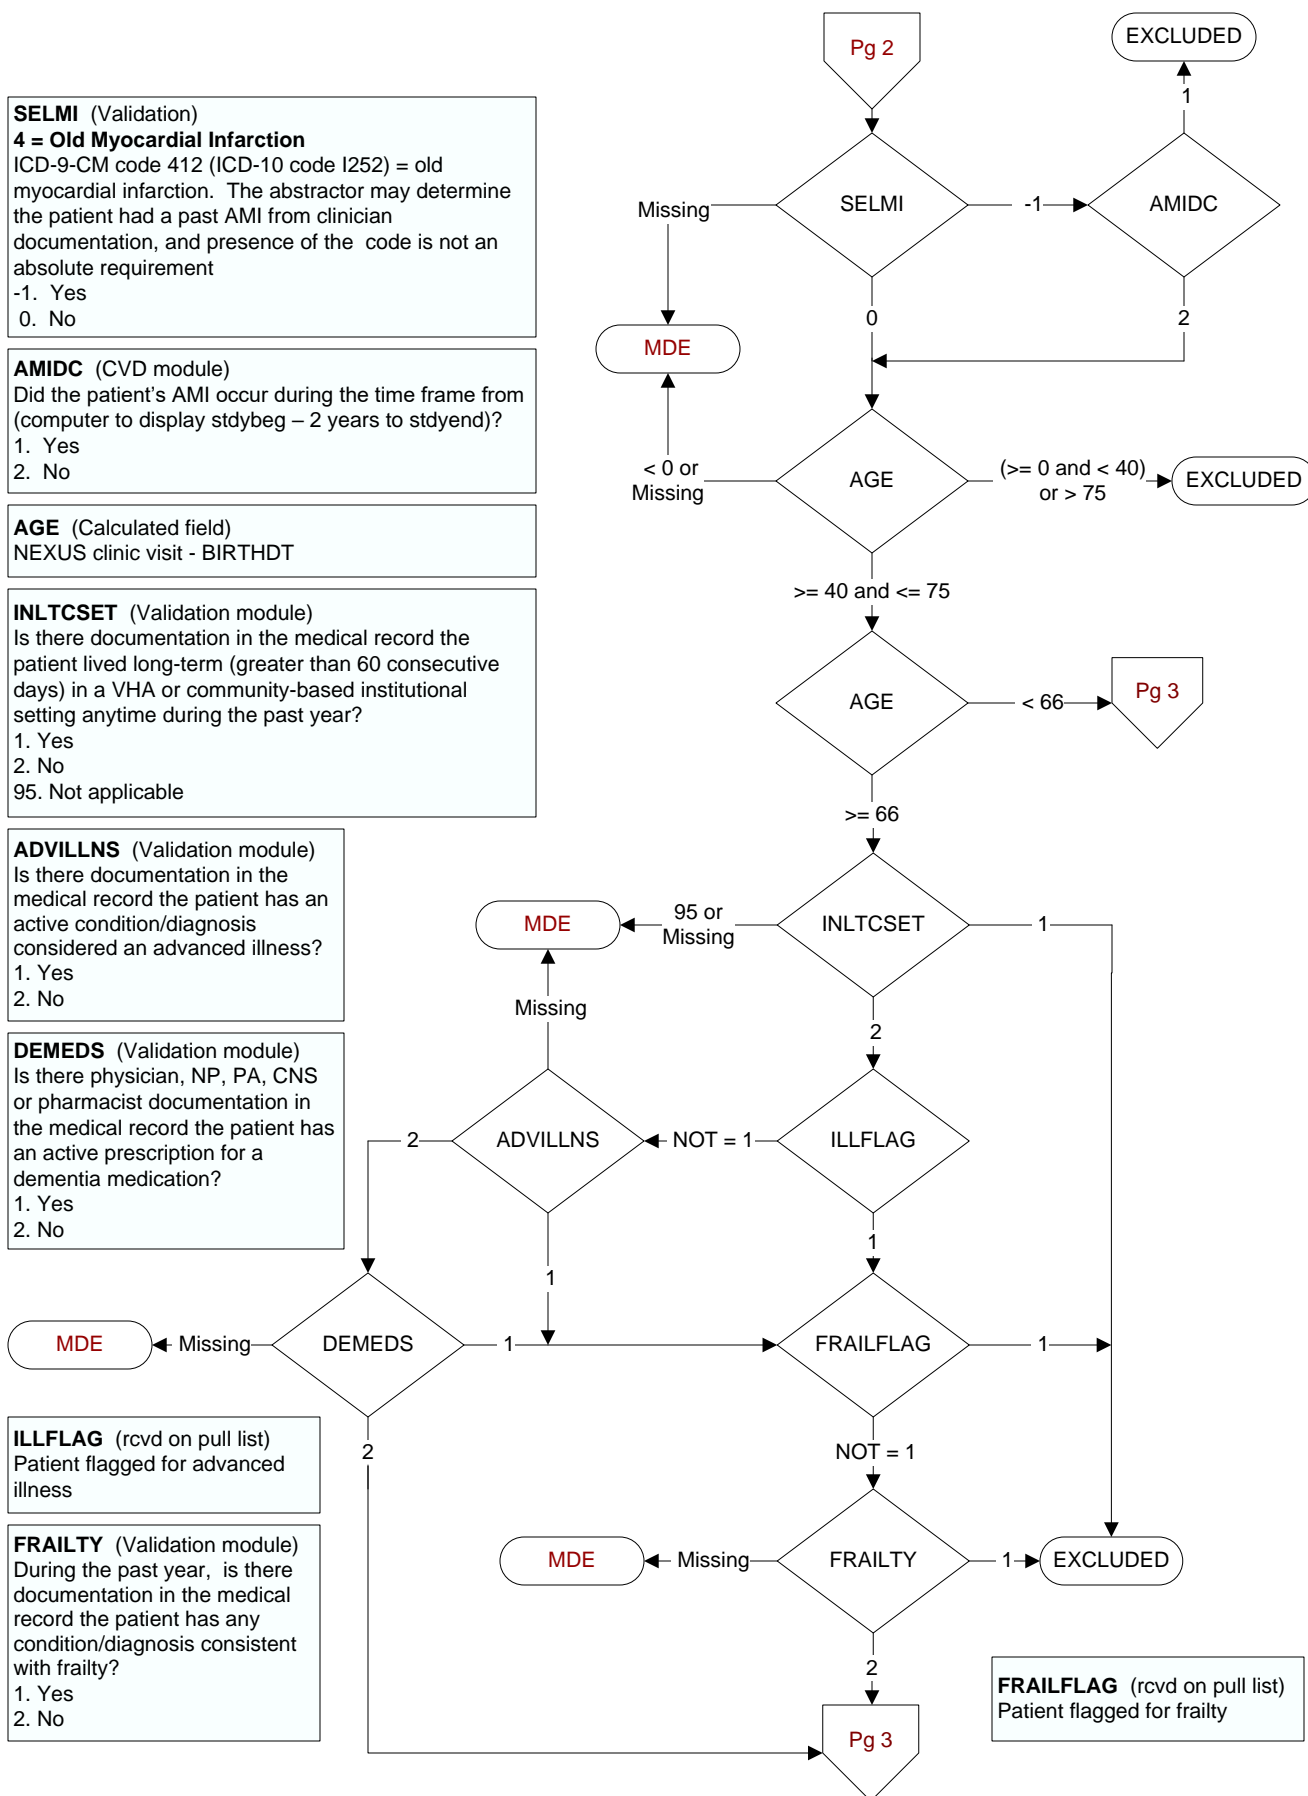 Pg 2
EXCLUDED
1
SELMI (Validation)
4 = Old Myocardial Infarction
ICD-9-CM code 412 (ICD-10 code I252) = old
myocardial infarction. The abstractor may determine
the patient had a past AMI from clinician
documentation, and presence of the code is not an
absolute requirement
-1. Yes
0. No
Missing
SELMI
-1
AMIDC
0
2
MDE
AMIDC (CVD module)
Did the patient's AMI occur during the time frame from
(computer to display stdybeg – 2 years to stdyend)?
1. Yes
2. No
< 0 or
Missing
AGE
(>= 0 and < 40)
or > 75
EXCLUDED
AGE (Calculated field)
NEXUS clinic visit - BIRTHDT
>= 40 and <= 75
INLTCSET (Validation module)
Is there documentation in the medical record the
patient lived long-term (greater than 60 consecutive
days) in a VHA or community-based institutional
setting anytime during the past year?
1. Yes
2. No
95. Not applicable
AGE
< 66
Pg 3
>= 66
ADVILLNS (Validation module)
Is there documentation in the
medical record the patient has an
active condition/diagnosis
considered an advanced illness?
1. Yes
2. No
MDE
95 or
Missing
INLTCSET
1
Missing
2
DEMEDS (Validation module)
Is there physician, NP, PA, CNS
or pharmacist documentation in
the medical record the patient has
an active prescription for a
dementia medication?
1. Yes
2. No
2
ADVILLNS
NOT = 1
ILLFLAG
1
1
MDE
Missing
DEMEDS
1
FRAILFLAG
1
ILLFLAG (rcvd on pull list)
Patient flagged for advanced
illness
2
NOT = 1
FRAILTY (Validation module)
During the past year, is there
documentation in the medical
record the patient has any
condition/diagnosis consistent
with frailty?
1. Yes
2. No
MDE
Missing
FRAILTY
1
EXCLUDED
2
FRAILFLAG (rcvd on pull list)
Patient flagged for frailty
Pg 3